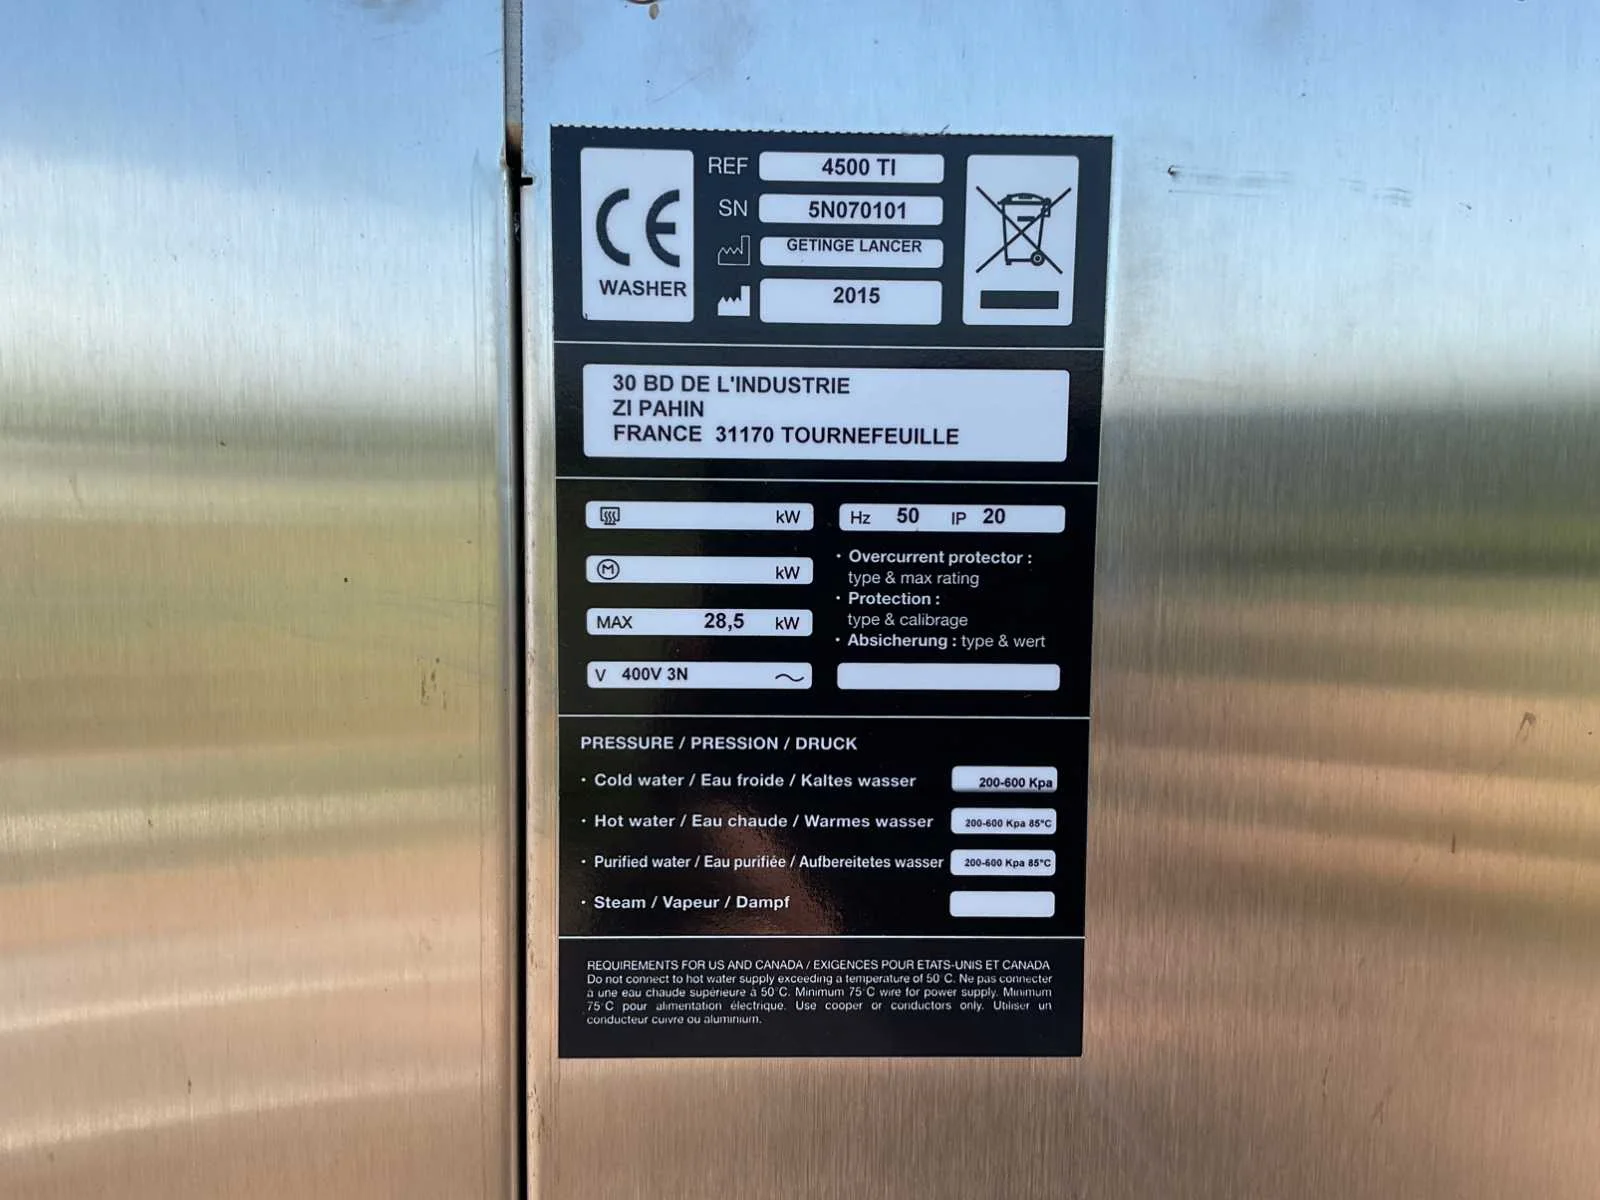 CE
WASHER
REF 4500 TI
SN 5N070101
GETINGE LANCER
2015
30 BD DE L'INDUSTRIE
ZI PAHIN
FRANCE 31170 TOURNEFEUILLE
kW
M kW
MAX 28,5 kW
V 400V 3N ~
Hz 50 IP 20
· Overcurrent protector :
type & max rating
· Protection :
type & calibrage
· Absicherung : type & wert
PRESSURE / PRESSION / DRUCK
· Cold water / Eau froide / Kaltes wasser 200-600 Kpa
· Hot water / Eau chaude / Warmes wasser 200-600 Kpa 85°C
· Purified water / Eau purifiée / Aufbereitetes wasser 200-600 Kpa 85°C
· Steam / Vapeur / Dampf
REQUIREMENTS FOR US AND CANADA / EXIGENCES POUR ETATS-UNIS ET CANADA
Do not connect to hot water supply exceeding a temperature of 50°C. Ne pas connecter
à une eau chaude supérieure à 50°C. Minimum 75°C wire for power supply. Minimum
75°C pour alimentation électrique. Use cooper or conductors only. Utiliser un
conducteur cuivre ou aluminium.